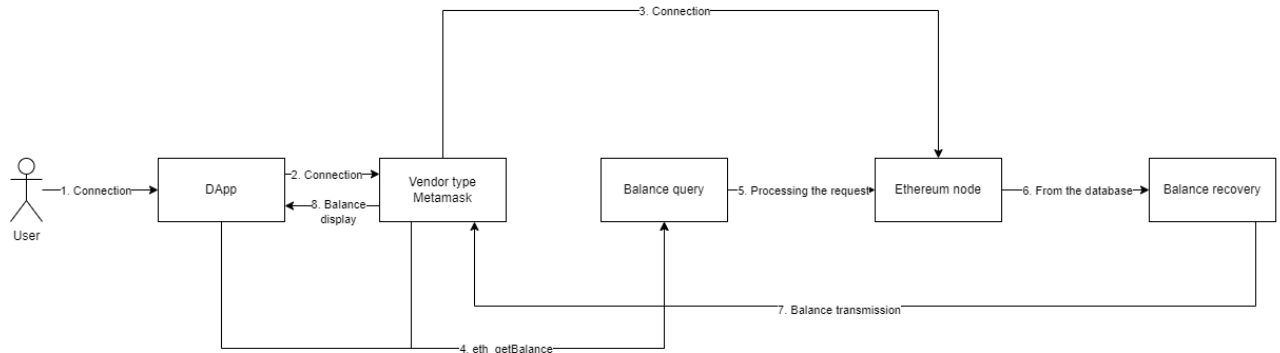 3. Connection
1. Connection
DApp
2. Connection
8. Balance
display
Vendor type
Metamask
Balance query
5. Processing the request
Ethereum node
6. From the database
Balance recovery
User
7. Balance transmission
4. eth_getBalance